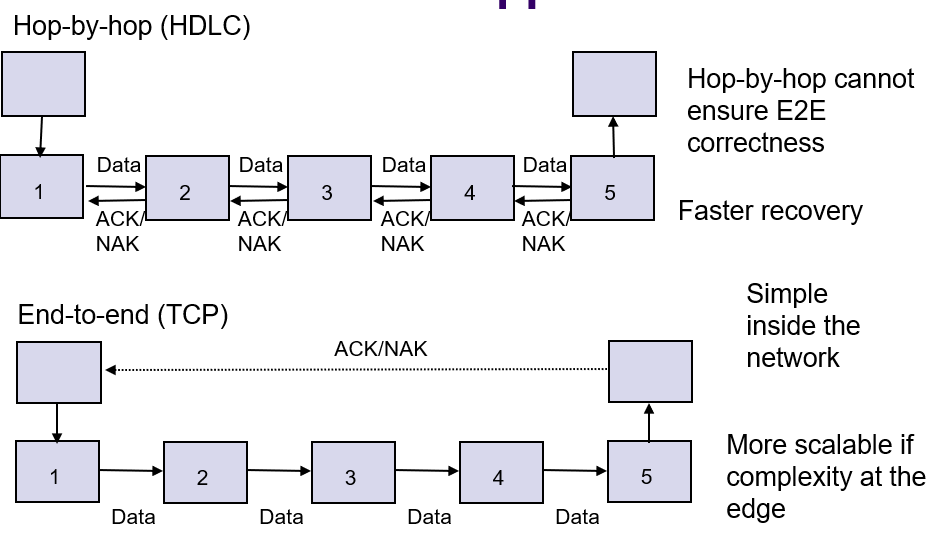 Hop-by-hop (HDLC)
Hop-by-hop cannot
ensure E2E
correctness
Data Data Data Data
1 2 3 4 5
ACK/ ACK/ ACK/ ACK/
NAK NAK NAK NAK
Faster recovery
End-to-end (TCP)
Simple
inside the
network
ACK/NAK
1 2 3 4 5
Data Data Data Data
More scalable if
complexity at the
edge